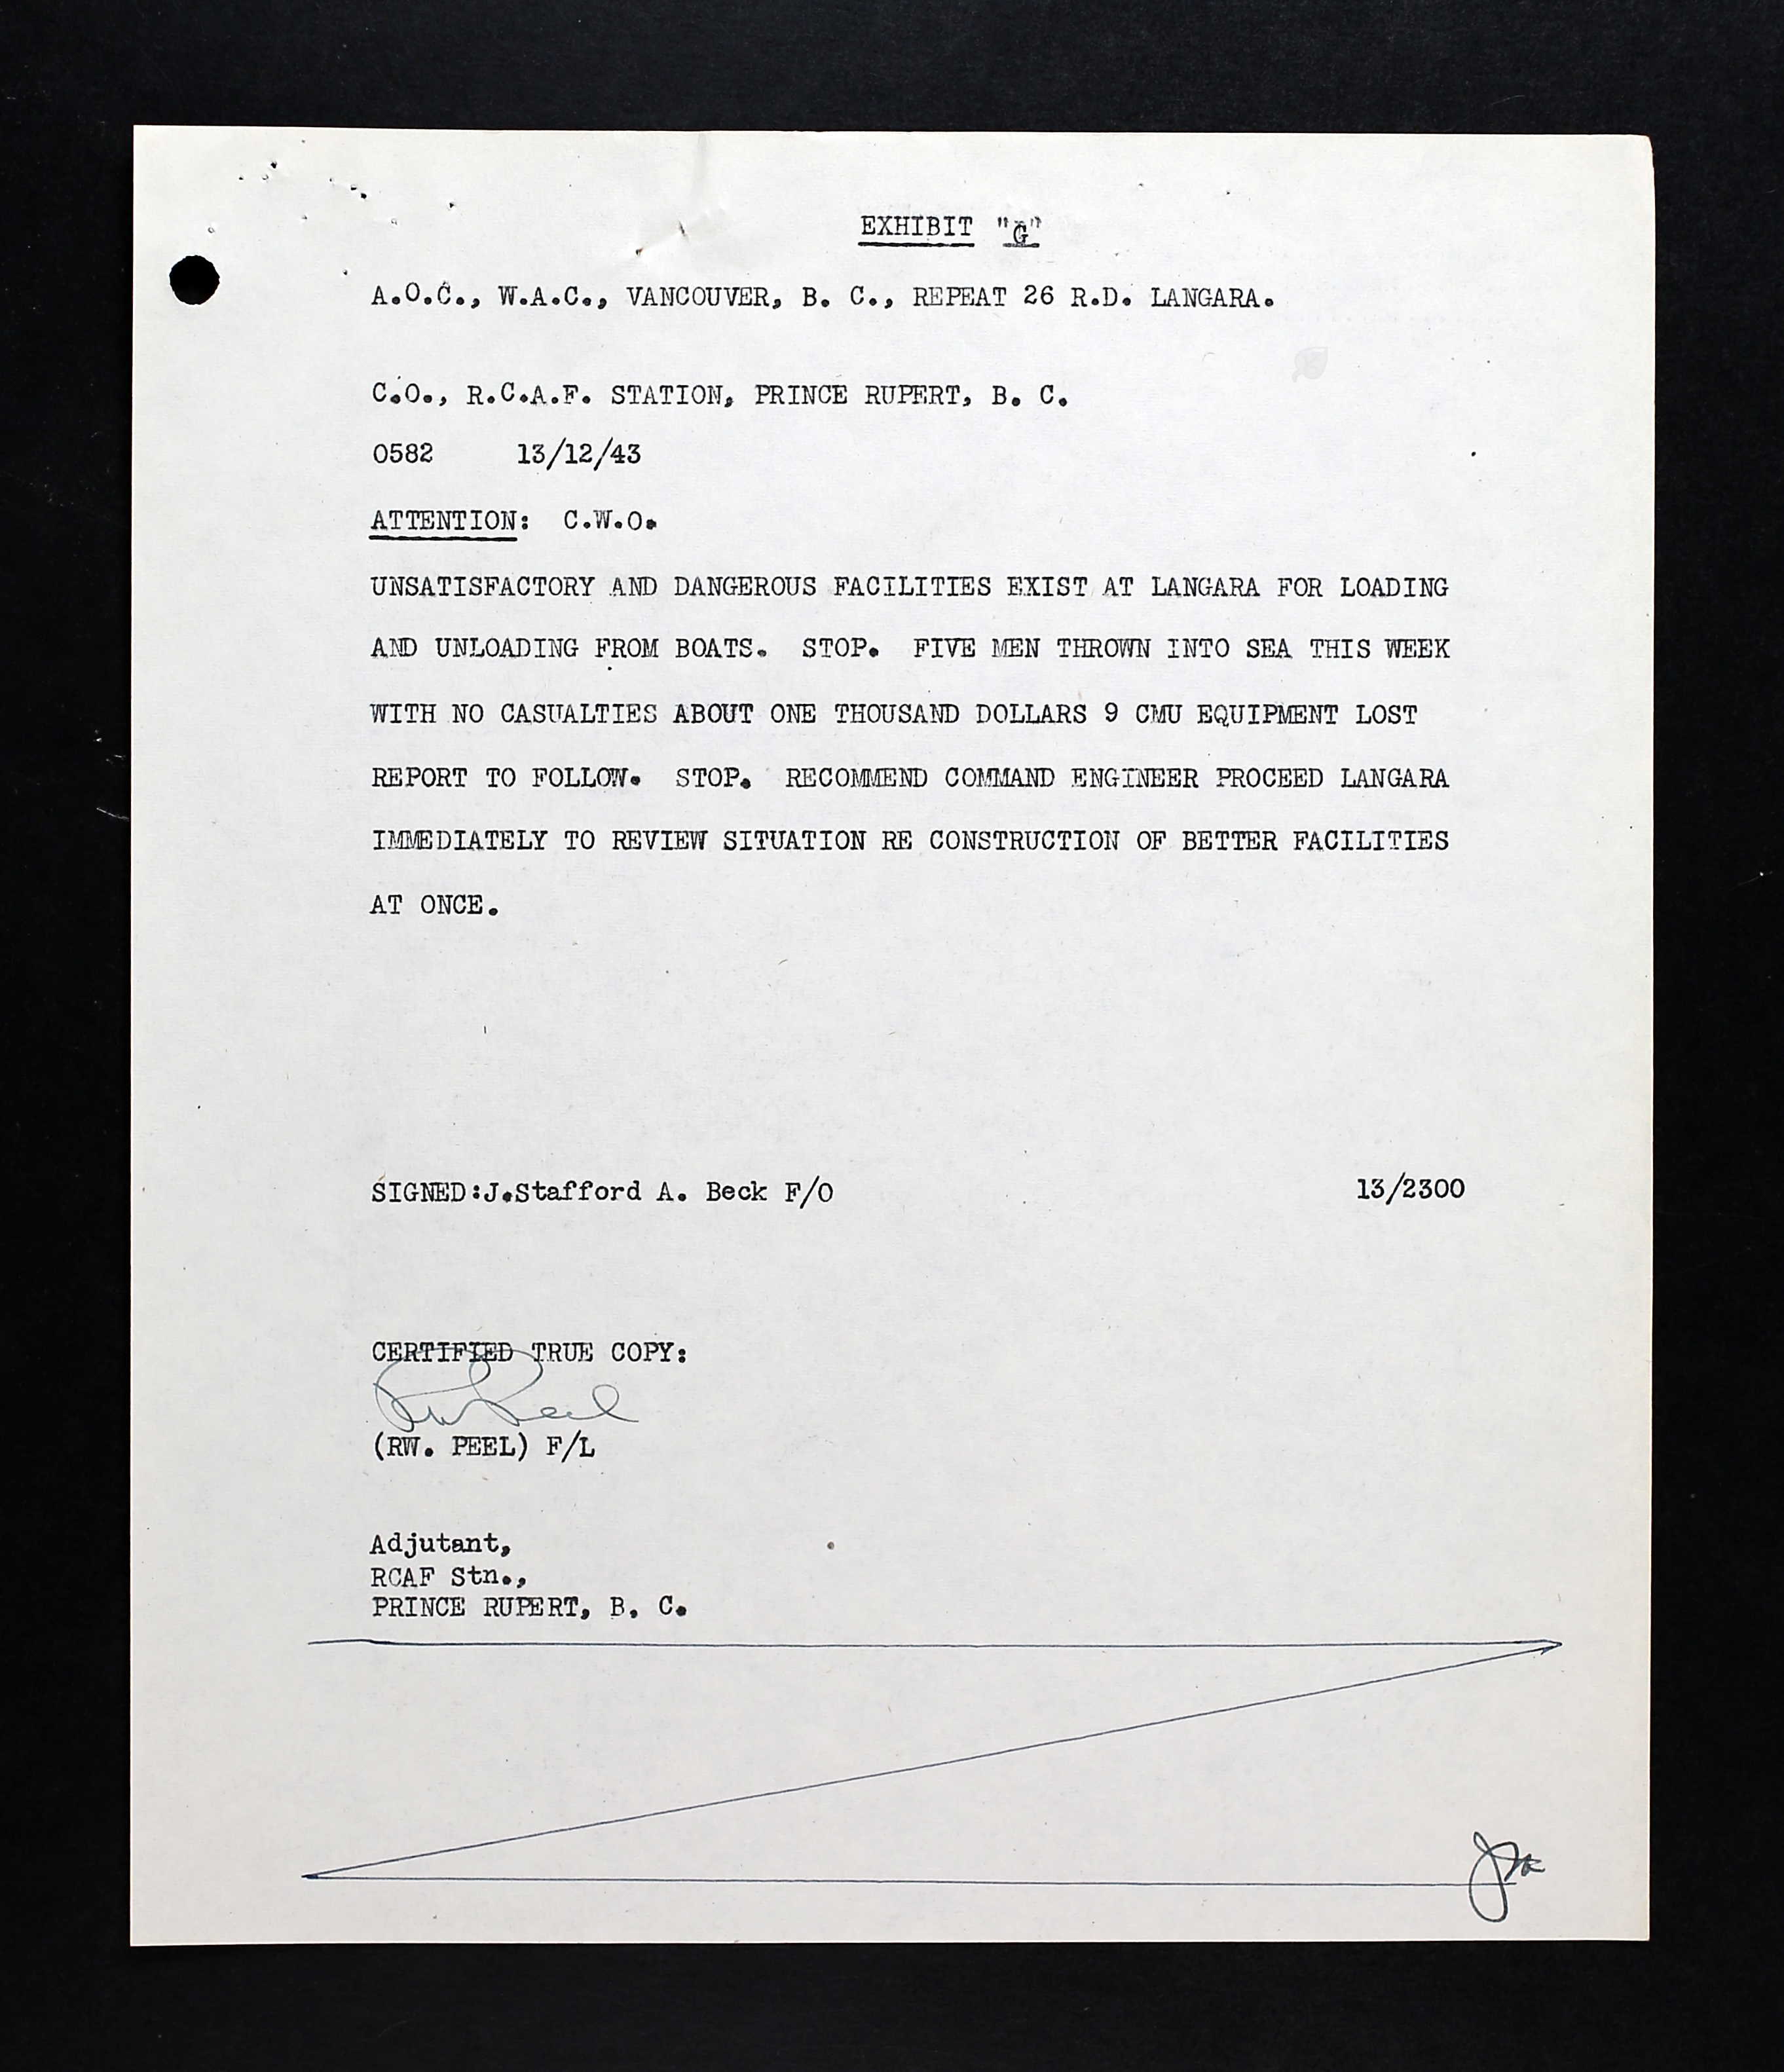 EXHIBIT "G"
A.O.C., W.A.C., VANCOUVER, B. C., REPEAT 26 R.D. LANGARA.
C.O., R.C.A.F. STATION, PRINCE RUPERT, B. C.
0582 13/12/43
ATTENTION: C.W.O.
UNSATISFACTORY AND DANGEROUS FACILITIES EXIST AT LANGARA FOR LOADING
AND UNLOADING FROM BOATS. STOP. FIVE MEN THROWN INTO SEA THIS WEEK
WITH NO CASUALTIES ABOUT ONE THOUSAND DOLLARS 9 CMU EQUIPMENT LOST
REPORT TO FOLLOW. STOP. RECOMMEND COMMAND ENGINEER PROCEED LANGARA
IMMEDIATELY TO REVIEW SITUATION RE CONSTRUCTION OF BETTER FACILITIES
AT ONCE.
SIGNED:J.Stafford A. Beck F/O 13/2300
CERTIFIED TRUE COPY:
RW Peel
(RW. PEEL) F/L
Adjutant,
RCAF Stn.,
PRINCE RUPERT, B. C.